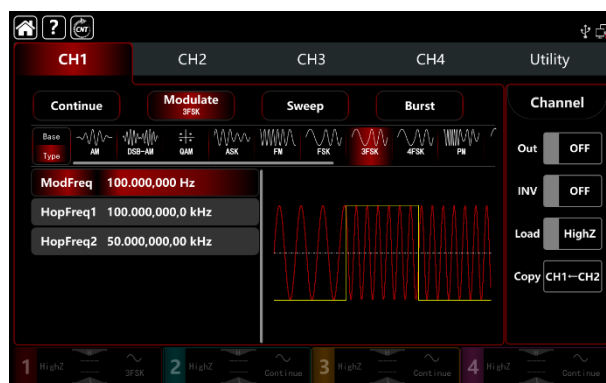 ? CNT
CH1 CH2 CH3 CH4 Utility
Continue Modulate 3FSK Sweep Burst Channel
Base Type AM DSB-AM QAM ASK FM FSK 3FSK 4FSK PM
Out OFF
ModFreq 100.000,000 Hz
HopFreq1 100.000,000,0 kHz
INV OFF
HopFreq2 50.000,000,00 kHz
Load HighZ
Copy CH1←CH2
1 HighZ 3FSK 2 HighZ Continue 3 HighZ Continue 4 HighZ Continue